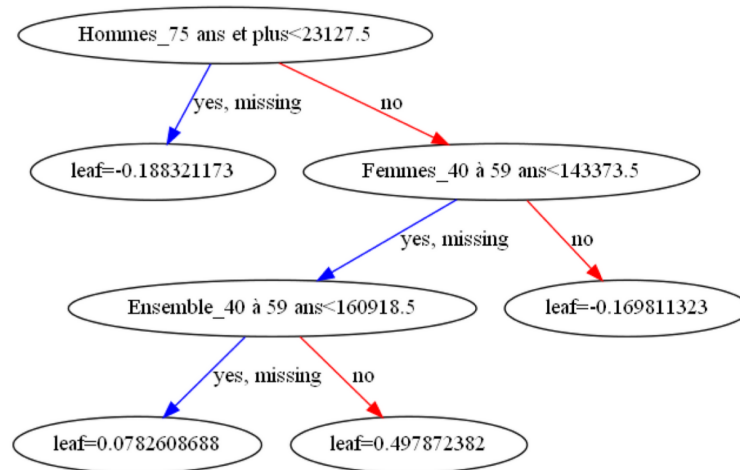 Hommes_75 ans et plus<23127.5
yes, missing
no
leaf=-0.188321173
Femmes_40 à 59 ans<143373.5
yes, missing
no
Ensemble_40 à 59 ans<160918.5
leaf=-0.169811323
yes, missing
no
leaf=0.0782608688
leaf=0.497872382